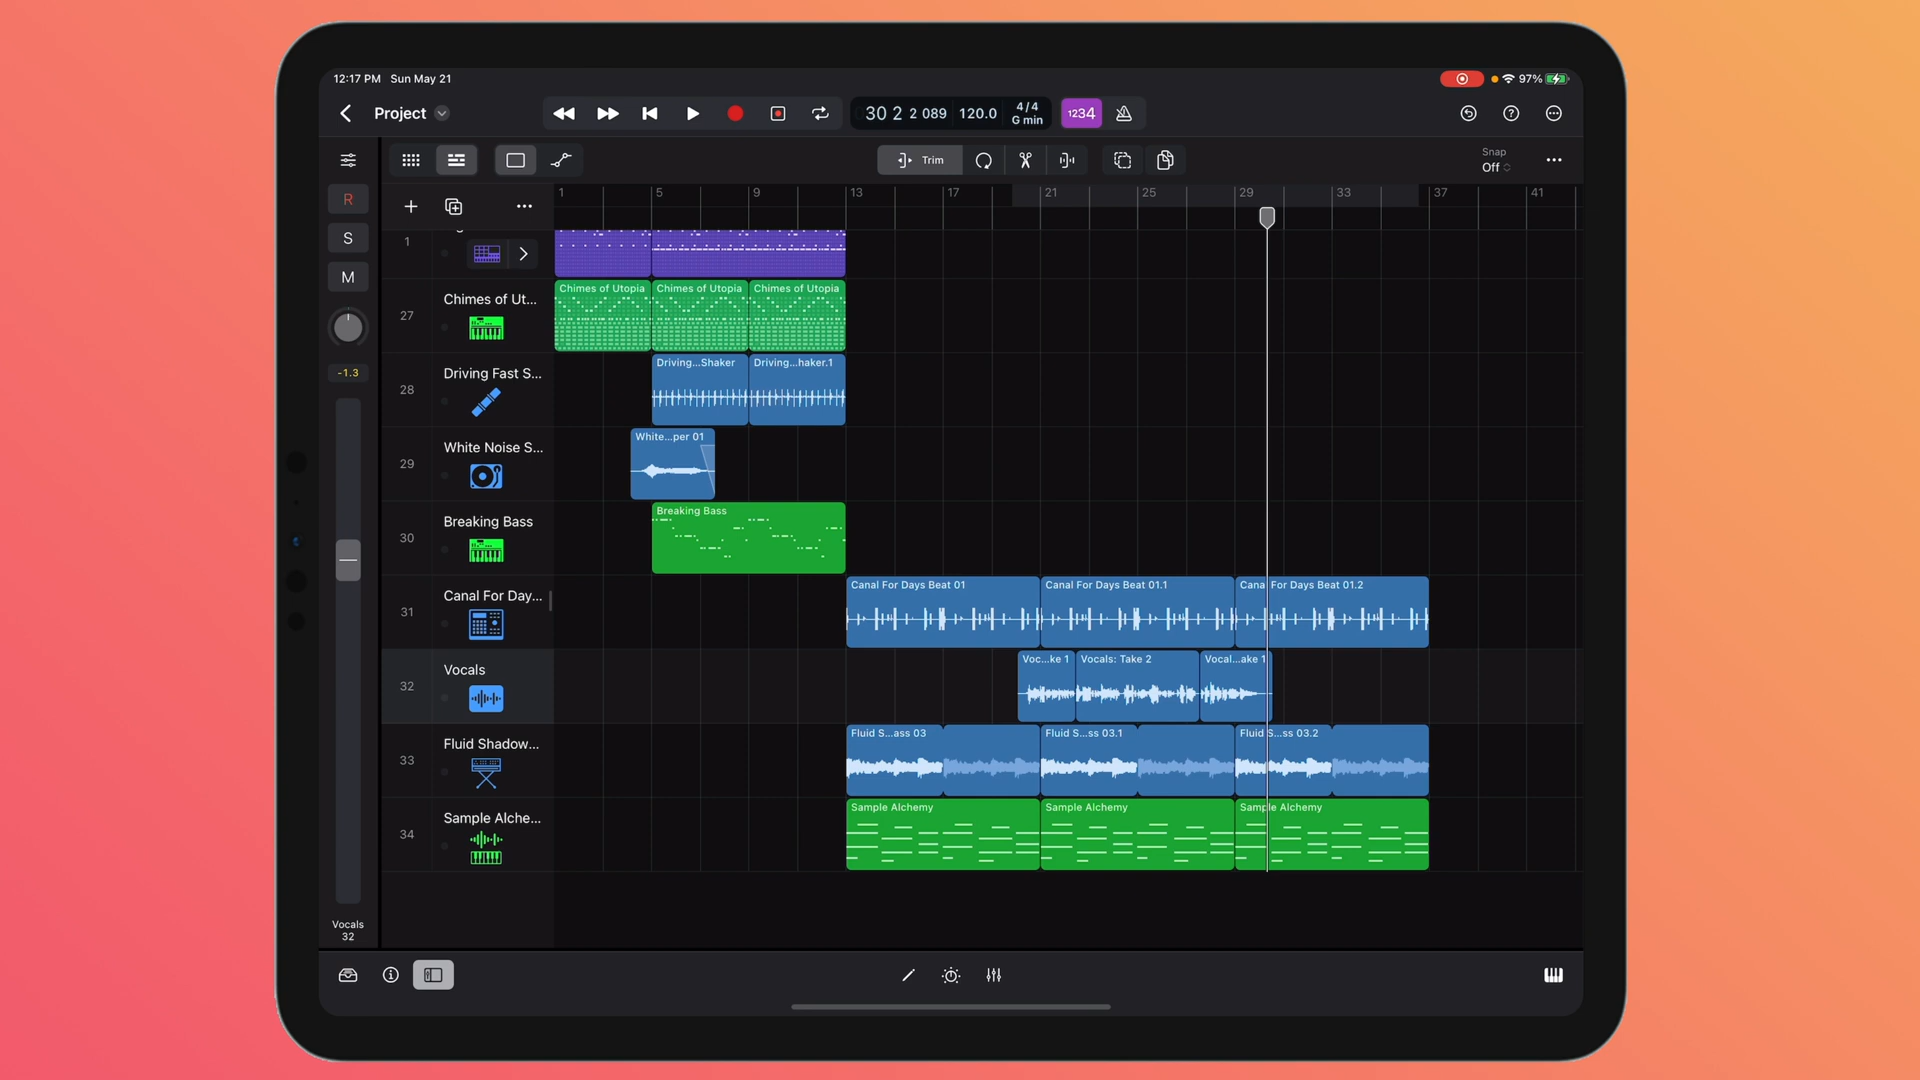 12:17 PM Sun May 21
97%
Project
30 2 2 089
120.0
4/4
G min
1234
Trim
Snap
Off
R
S
M
-1.3
1 5 9 13 17 21 25 29 33 37 41
1
27
Chimes of Ut...
Chimes of Utopia
Chimes of Utopia
Chimes of Utopia
28
Driving Fast S...
Driving...Shaker
Driving...haker.1
29
White Noise S...
White...per 01
30
Breaking Bass
Breaking Bass
31
Canal For Day...
Canal For Days Beat 01
Canal For Days Beat 01.1
Cana For Days Beat 01.2
32
Vocals
Voc...ke 1
Vocals: Take 2
Vocal...ake 1
33
Fluid Shadow...
Fluid S...ass 03
Fluid S...ss 03.1
Fluid S...ss 03.2
34
Sample Alche...
Sample Alchemy
Sample Alchemy
Sample Alchemy
Vocals
32